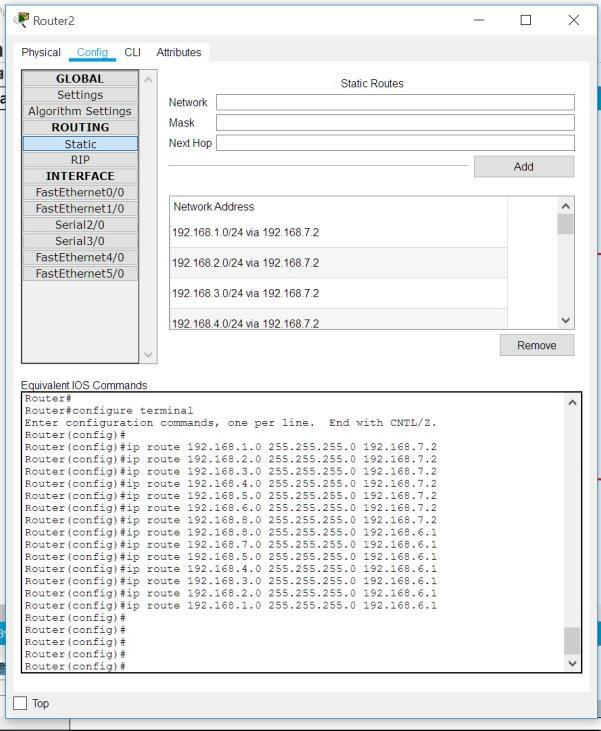 Router2
Physical Config CLI Attributes
GLOBAL
Settings
Algorithm Settings
ROUTING
Static
RIP
INTERFACE
FastEthernet0/0
FastEthernet1/0
Serial2/0
Serial3/0
FastEthernet4/0
FastEthernet5/0
Static Routes
Network
Mask
Next Hop
Add
Network Address
192.168.1.0/24 via 192.168.7.2
192.168.2.0/24 via 192.168.7.2
192.168.3.0/24 via 192.168.7.2
192.168.4.0/24 via 192.168.7.2
Remove
Equivalent IOS Commands
Router#
Router#configure terminal
Enter configuration commands, one per line. End with CNTL/Z.
Router(config)#
Router(config)#ip route 192.168.1.0 255.255.255.0 192.168.7.2
Router(config)#ip route 192.168.2.0 255.255.255.0 192.168.7.2
Router(config)#ip route 192.168.3.0 255.255.255.0 192.168.7.2
Router(config)#ip route 192.168.4.0 255.255.255.0 192.168.7.2
Router(config)#ip route 192.168.5.0 255.255.255.0 192.168.7.2
Router(config)#ip route 192.168.6.0 255.255.255.0 192.168.7.2
Router(config)#ip route 192.168.8.0 255.255.255.0 192.168.7.2
Router(config)#ip route 192.168.8.0 255.255.255.0 192.168.6.1
Router(config)#ip route 192.168.7.0 255.255.255.0 192.168.6.1
Router(config)#ip route 192.168.5.0 255.255.255.0 192.168.6.1
Router(config)#ip route 192.168.4.0 255.255.255.0 192.168.6.1
Router(config)#ip route 192.168.3.0 255.255.255.0 192.168.6.1
Router(config)#ip route 192.168.2.0 255.255.255.0 192.168.6.1
Router(config)#ip route 192.168.1.0 255.255.255.0 192.168.6.1
Router(config)#
Router(config)#
Router(config)#
Router(config)#
Router(config)#
Top